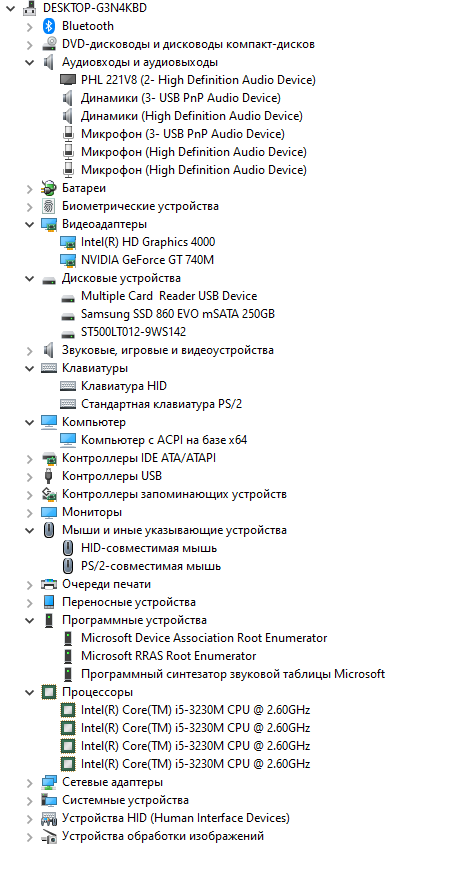 DESKTOP-G3N4KBD
Bluetooth
DVD-дисководы и дисководы компакт-дисков
Аудиовходы и аудиовыходы
PHL 221V8 (2- High Definition Audio Device)
Динамики (3- USB PnP Audio Device)
Динамики (High Definition Audio Device)
Микрофон (3- USB PnP Audio Device)
Микрофон (High Definition Audio Device)
Микрофон (High Definition Audio Device)
Батареи
Биометрические устройства
Видеоадаптеры
Intel(R) HD Graphics 4000
NVIDIA GeForce GT 740M
Дисковые устройства
Multiple Card  Reader USB Device
Samsung SSD 860 EVO mSATA 250GB
ST500LT012-9WS142
Звуковые, игровые и видеоустройства
Клавиатуры
Клавиатура HID
Стандартная клавиатура PS/2
Компьютер
Компьютер с ACPI на базе x64
Контроллеры IDE ATA/ATAPI
Контроллеры USB
Контроллеры запоминающих устройств
Мониторы
Мыши и иные указывающие устройства
HID-совместимая мышь
PS/2-совместимая мышь
Очереди печати
Переносные устройства
Программные устройства
Microsoft Device Association Root Enumerator
Microsoft RRAS Root Enumerator
Программный синтезатор звуковой таблицы Microsoft
Процессоры
Intel(R) Core(TM) i5-3230M CPU @ 2.60GHz
Intel(R) Core(TM) i5-3230M CPU @ 2.60GHz
Intel(R) Core(TM) i5-3230M CPU @ 2.60GHz
Intel(R) Core(TM) i5-3230M CPU @ 2.60GHz
Сетевые адаптеры
Системные устройства
Устройства HID (Human Interface Devices)
Устройства обработки изображений